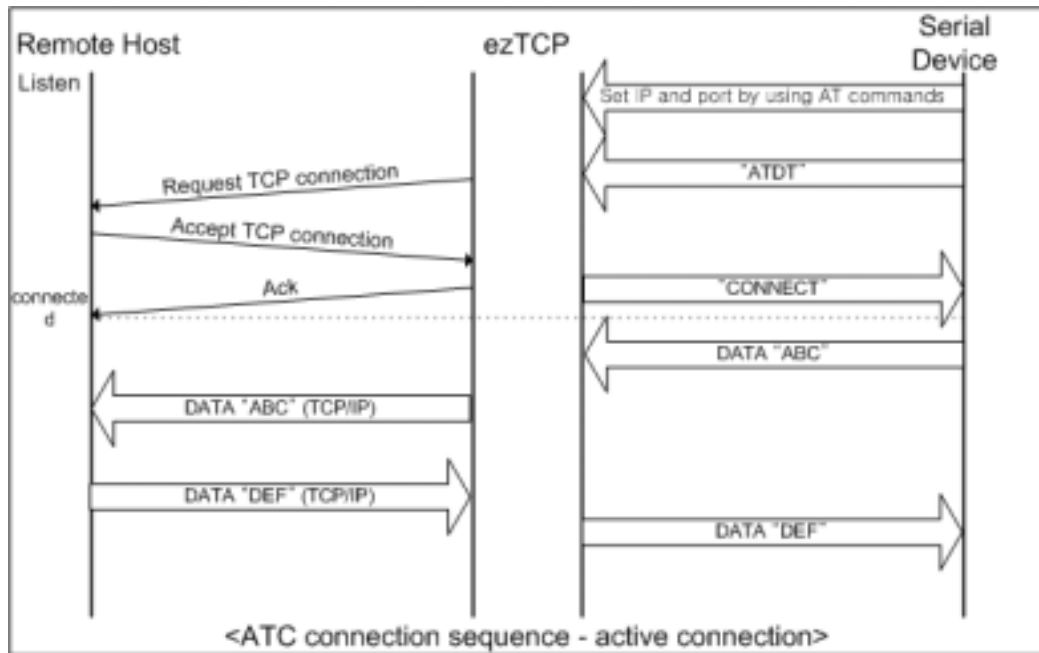 Remote Host
ezTCP
Serial
Device
Listen
Set IP and port by using AT commands
"ATDT"
Request TCP connection
Accept TCP connection
Ack
"CONNECT"
connecte
d
DATA "ABC"
DATA "ABC" (TCP/IP)
DATA "DEF" (TCP/IP)
DATA "DEF"
<ATC connection sequence - active connection>